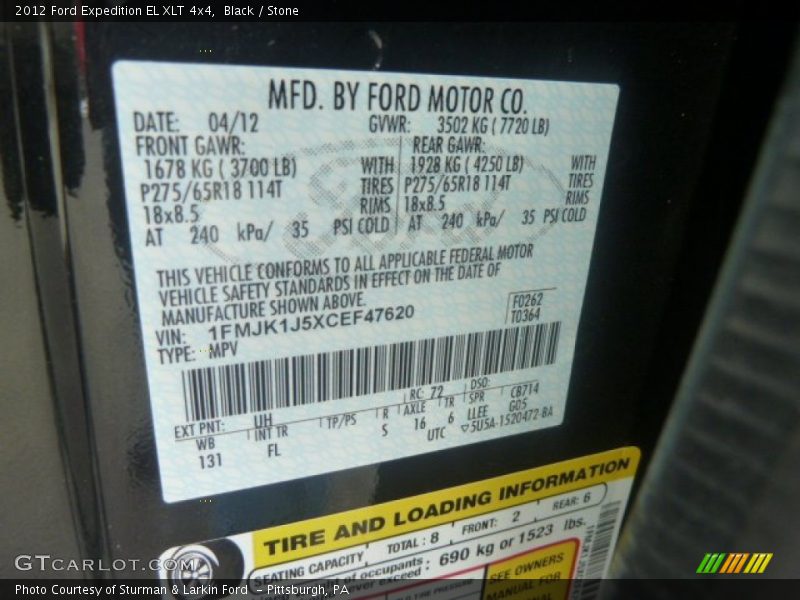 2012 Ford Expedition EL XLT 4x4, Black / Stone
MFD. BY FORD MOTOR CO.
DATE: 04/12 GVWR: 3502 KG ( 7720 LB)
FRONT GAWR: REAR GAWR:
1678 KG ( 3700 LB) WITH 1928 KG ( 4250 LB) WITH
P275/65R18 114T TIRES P275/65R18 114T TIRES
18x8.5 RIMS 18x8.5 RIMS
AT 240 kPa/ 35 PSI COLD AT 240 kPa/ 35 PSI COLD
THIS VEHICLE CONFORMS TO ALL APPLICABLE FEDERAL MOTOR
VEHICLE SAFETY STANDARDS IN EFFECT ON THE DATE OF
MANUFACTURE SHOWN ABOVE.
F0262
T0364
VIN: 1FMJK1J5XCEF47620
TYPE: MPV
EXT PNT: UH RC: 72 DSO:
WB INT TR TP/PS R AXLE TR SPR CB714
131 FL S 16 6 LLEE G05
UTC ▽5U5A-1520472-BA
TIRE AND LOADING INFORMATION
SEATING CAPACITY TOTAL: 8 FRONT: 2 REAR: 6
of occupants
exceed: 690 kg or 1523 lbs.
SEE OWNERS
MANUAL FOR
GTCARLOT.COM
Photo Courtesy of Sturman & Larkin Ford - Pittsburgh, PA